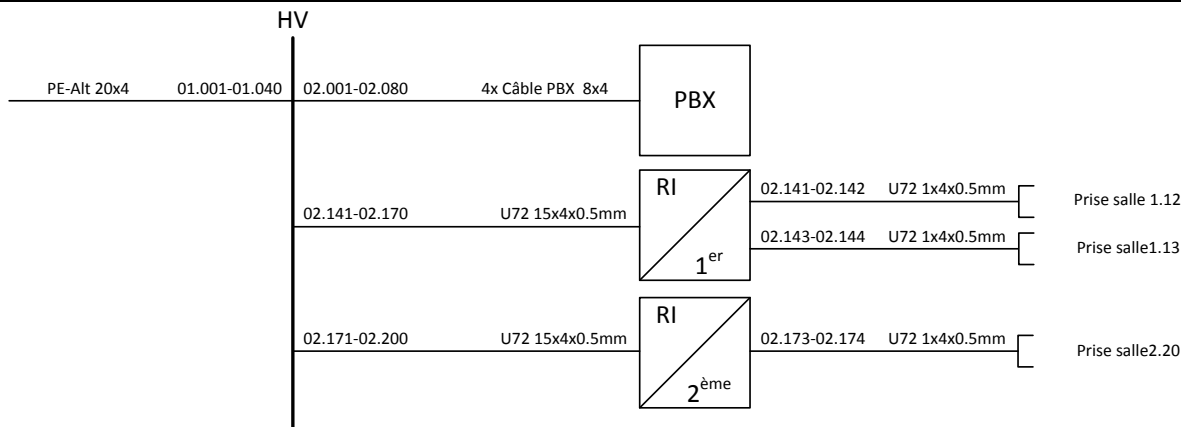 HV
PE-Alt 20x4 01.001-01.040 02.001-02.080 4x Câble PBX 8x4 PBX
02.141-02.170 U72 15x4x0.5mm RI 1er
02.141-02.142 U72 1x4x0.5mm Prise salle 1.12
02.143-02.144 U72 1x4x0.5mm Prise salle1.13
02.171-02.200 U72 15x4x0.5mm RI 2ème
02.173-02.174 U72 1x4x0.5mm Prise salle2.20